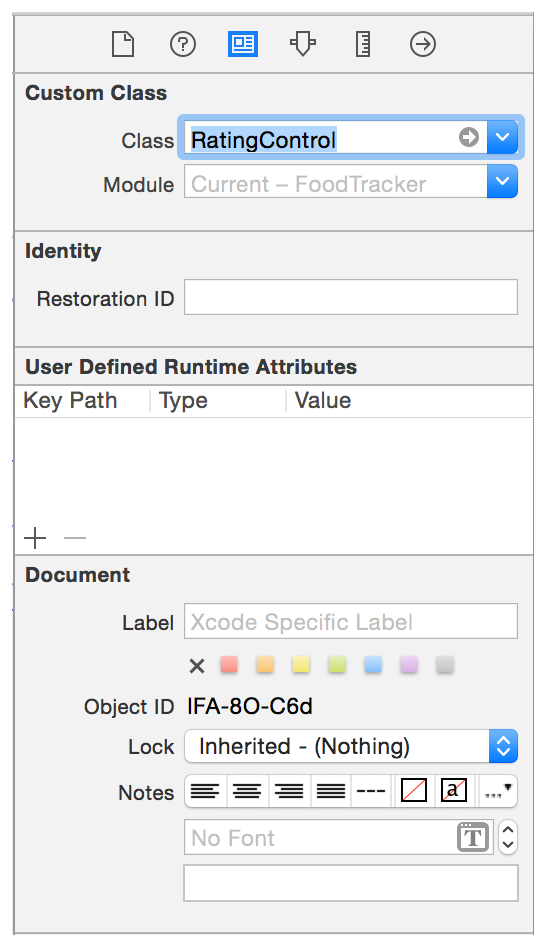 Custom Class
Class RatingControl
Module Current – FoodTracker
Identity
Restoration ID
User Defined Runtime Attributes
Key Path Type Value
Document
Label Xcode Specific Label
Object ID IFA-8O-C6d
Lock Inherited - (Nothing)
Notes --- a ...
No Font T